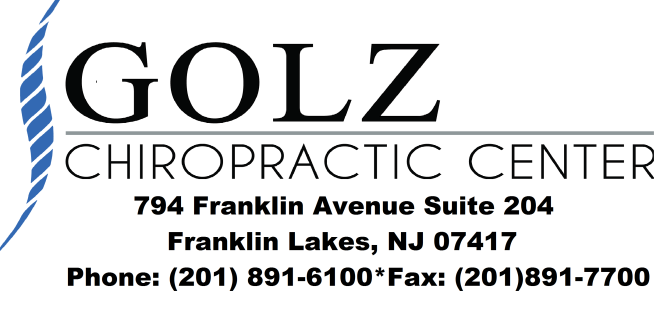 GOLZ
CHIROPRACTIC CENTER
794 Franklin Avenue Suite 204
Franklin Lakes, NJ 07417
Phone: (201) 891-6100*Fax: (201)891-7700